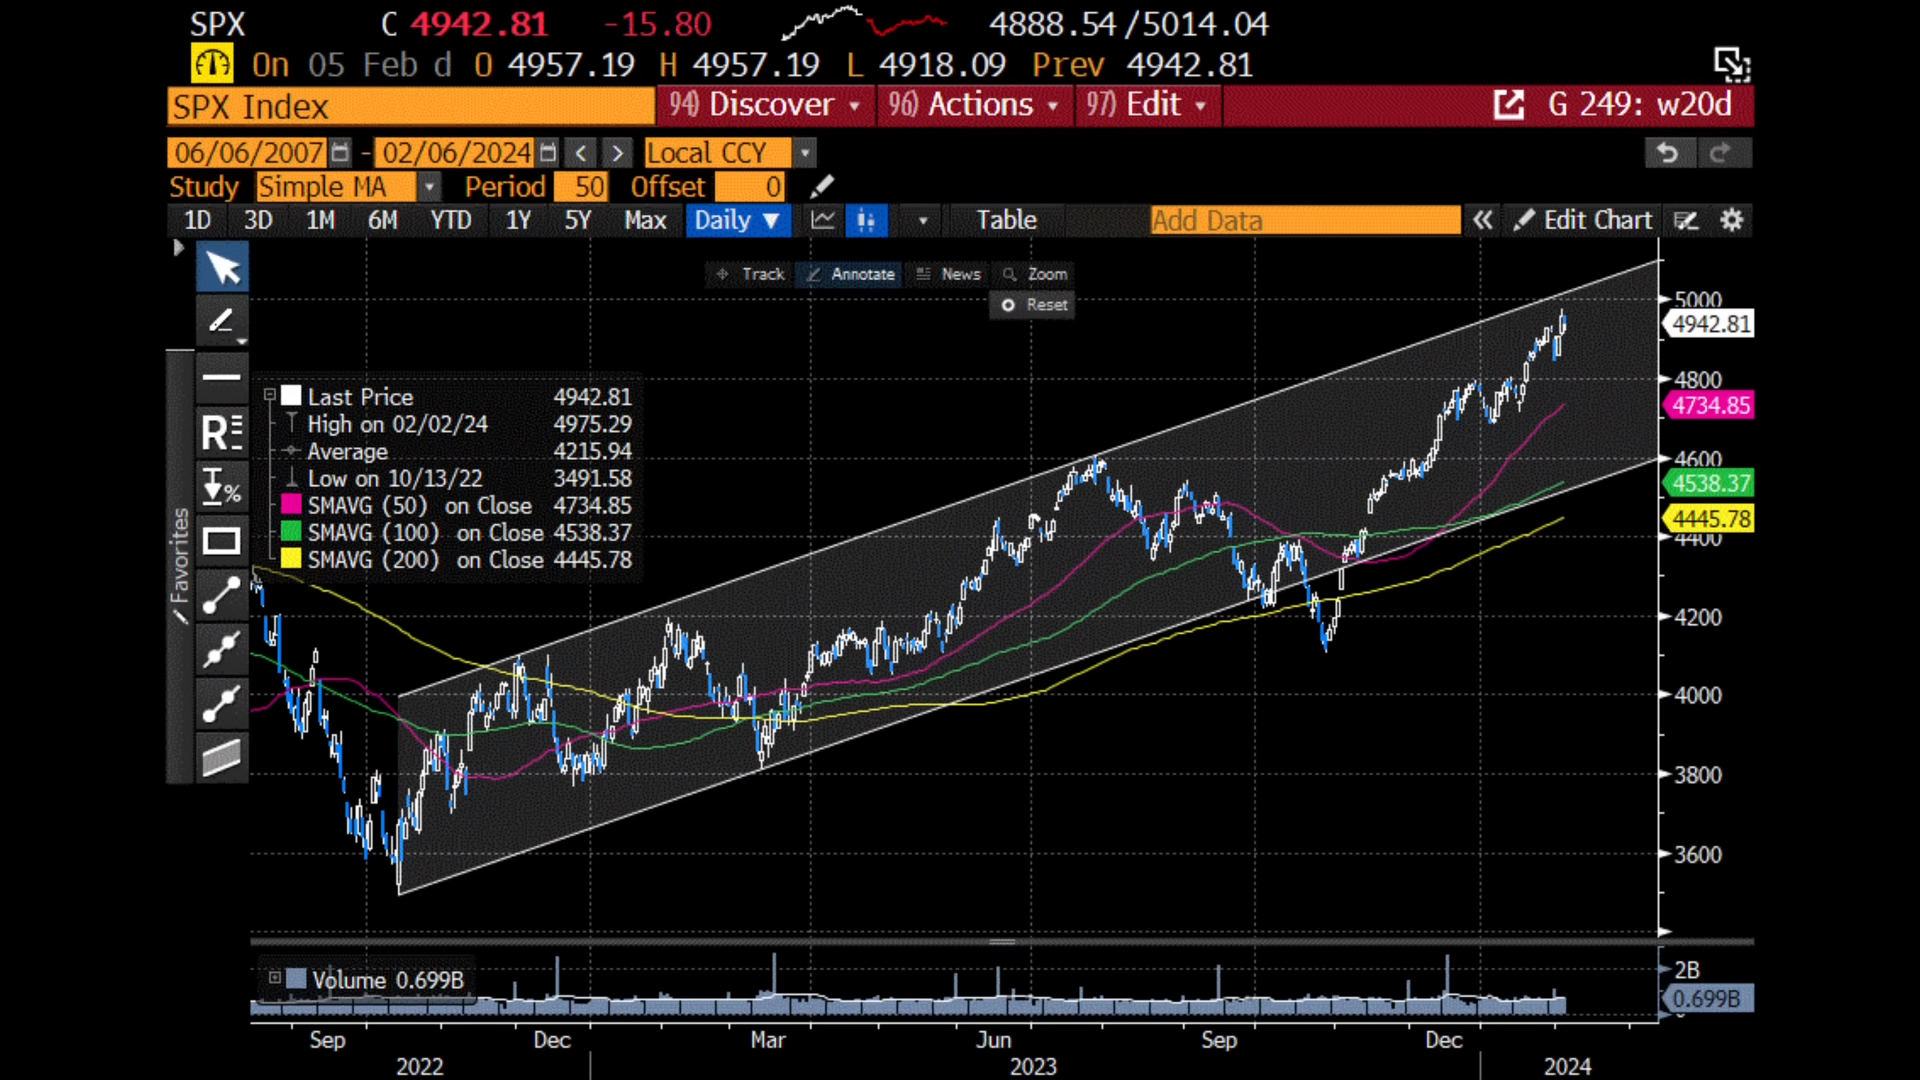 SPX C 4942.81 -15.80 4888.54/5014.04
On 05 Feb d O 4957.19 H 4957.19 L 4918.09 Prev 4942.81
SPX Index 94) Discover 96) Actions 97) Edit G 249: w20d
06/06/2007 - 02/06/2024 < > Local CCY
Study Simple MA Period 50 Offset 0
1D 3D 1M 6M YTD 1Y 5Y Max Daily ▼ Table Add Data « Edit Chart
Track Annotate News Zoom
Reset
Favorites
Last Price 4942.81
High on 02/02/24 4975.29
Average 4215.94
Low on 10/13/22 3491.58
SMAVG (50) on Close 4734.85
SMAVG (100) on Close 4538.37
SMAVG (200) on Close 4445.78
5000
4942.81
4800
4734.85
4600
4538.37
4445.78
4400
4200
4000
3800
3600
Volume 0.699B
2B
0.699B
0
Sep Dec Mar Jun Sep Dec
2022 2023 2024